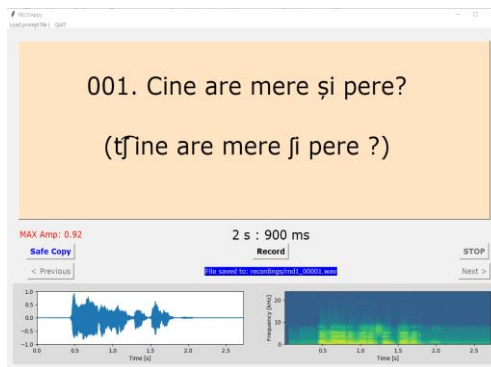 RECOApy
Load prompt file | QUIT
001. Cine are mere și pere?
(t͡ʃine are mere ʃi pere ?)
MAX Amp: 0.92
2 s : 900 ms
Safe Copy
Record
STOP
< Previous
File saved to: recordings/rnd1_00001.wav
Next >
1.0
0.5
0.0
−0.5
−1.0
0.0 0.5 1.0 1.5 2.0 2.5
Time [s]
Frequency [kHz]
20
10
0
0.5 1.0 1.5 2.0 2.5
Time [s]